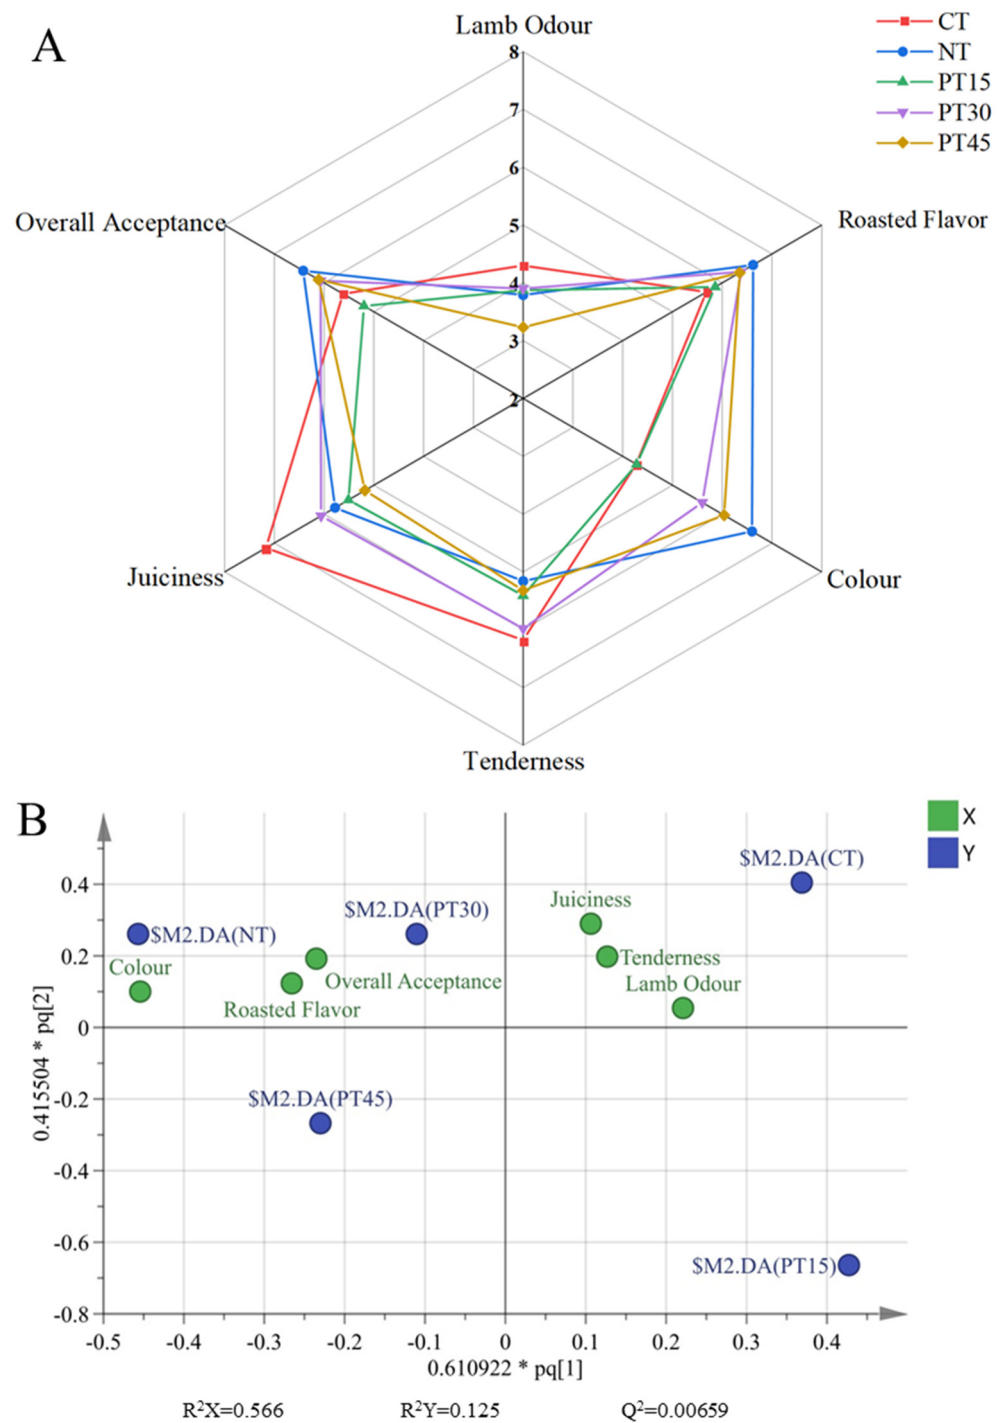 A
Lamb Odour
CT
NT
PT15
PT30
PT45
8
7
6
5
4
3
2
Overall Acceptance
Roasted Flavor
Juiciness
Colour
Tenderness
B
X
Y
$M2.DA(CT)
Juiciness
$M2.DA(PT30)
$M2.DA(NT)
Tenderness
Colour
Overall Acceptance
Lamb Odour
Roasted Flavor
$M2.DA(PT45)
$M2.DA(PT15)
0.415504 * pq[2]
0.4
0.2
0
-0.2
-0.4
-0.6
-0.8
-0.5 -0.4 -0.3 -0.2 -0.1 0 0.1 0.2 0.3 0.4
0.610922 * pq[1]
R²X=0.566 R²Y=0.125 Q²=0.00659